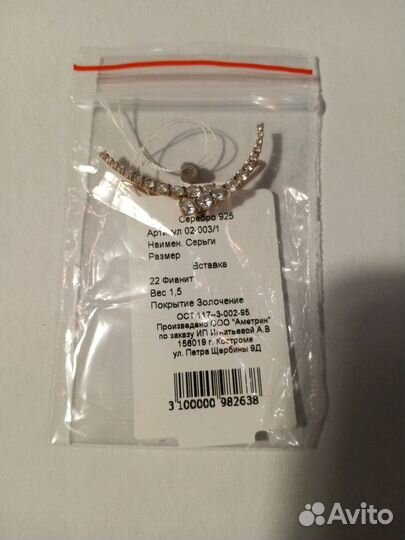 Серебро 925
Артикул 02-003/1
Наимен. Серьги
Размер
Вставка
22 Фианит
Вес 1,5
Покрытие Золочение
ОСТ 117-3-002-95
Произведено ООО "Аметрин"
по заказу ИП Игнатьевой А.В
156019 г. Кострома
ул. Петра Щербины 9Д
3 100000 982638
Avito